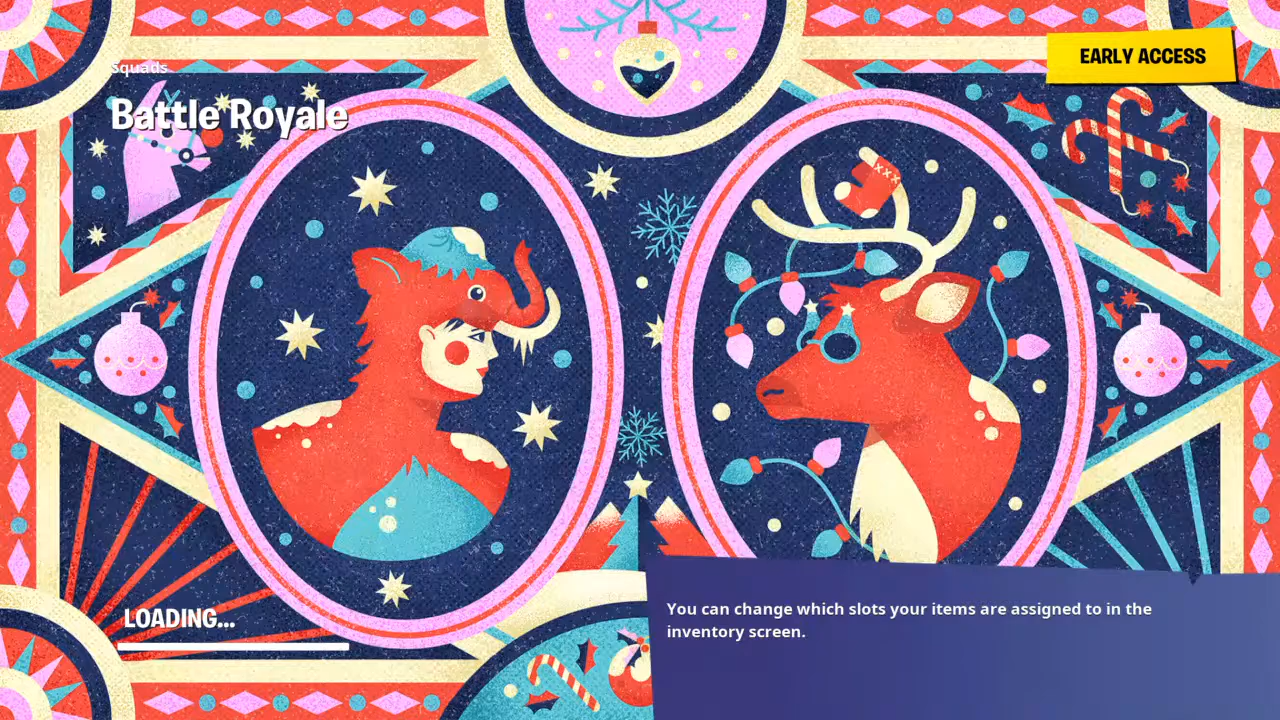 Squads
Battle Royale
EARLY ACCESS
LOADING...
You can change which slots your items are assigned to in the
inventory screen.